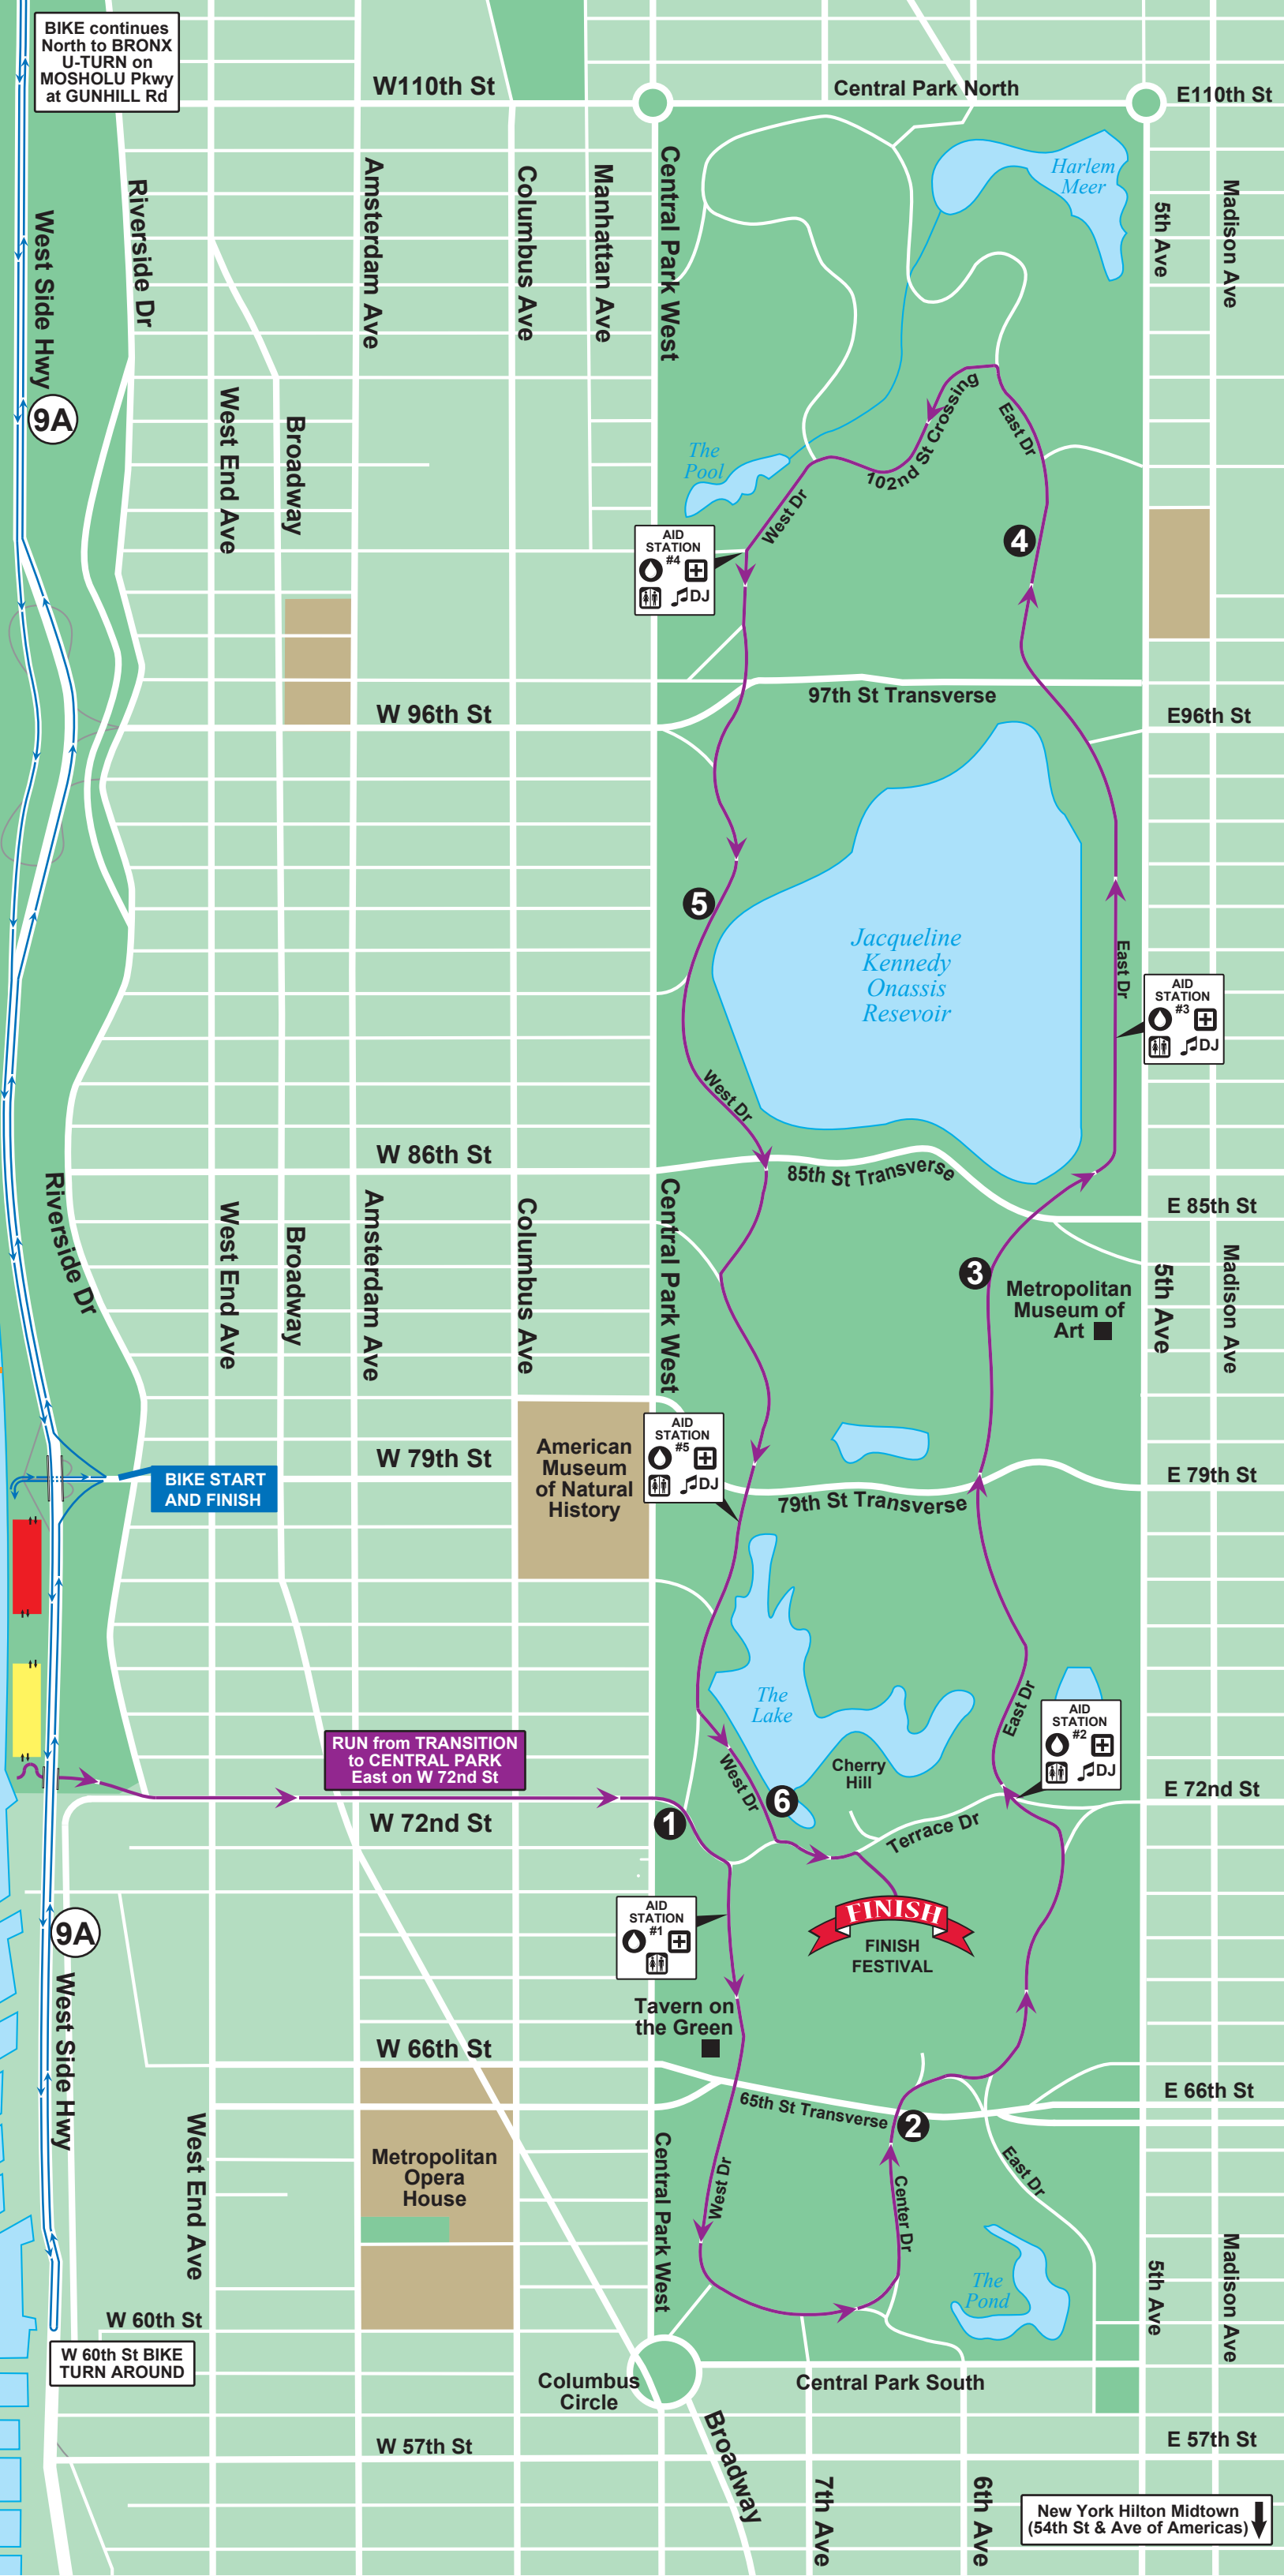 BIKE continues
North to BRONX
U-TURN on
MOSHOLU Pkwy
at GUNHILL Rd
W110th St
Central Park North
E110th St
Harlem
Meer
West Side Hwy
9A
Riverside Dr
Amsterdam Ave
Columbus Ave
Manhattan Ave
Central Park West
5th Ave
Madison Ave
West End Ave
Broadway
The
Pool
102nd St Crossing
East Dr
West Dr
AID
STATION
#4
DJ
4
97th St Transverse
W 96th St
E96th St
5
Jacqueline
Kennedy
Onassis
Resevoir
East Dr
AID
STATION
#3
DJ
West Dr
W 86th St
85th St Transverse
E 85th St
Riverside Dr
West End Ave
Broadway
Amsterdam Ave
Columbus Ave
Central Park West
3
Metropolitan
Museum of
Art
5th Ave
Madison Ave
AID
STATION
#5
DJ
American
Museum
of Natural
History
W 79th St
E 79th St
79th St Transverse
BIKE START
AND FINISH
The
Lake
East Dr
AID
STATION
#2
DJ
RUN from TRANSITION
to CENTRAL PARK
East on W 72nd St
West Dr
Cherry
Hill
6
E 72nd St
W 72nd St
1
Terrace Dr
AID
STATION
#1
FINISH
FINISH
FESTIVAL
9A
West Side Hwy
Tavern on
the Green
W 66th St
E 66th St
65th St Transverse
2
West End Ave
Metropolitan
Opera
House
Central Park West
West Dr
Center Dr
East Dr
The
Pond
5th Ave
Madison Ave
W 60th St
W 60th St BIKE
TURN AROUND
Columbus
Circle
Central Park South
W 57th St
E 57th St
Broadway
7th Ave
6th Ave
New York Hilton Midtown
(54th St & Ave of Americas)